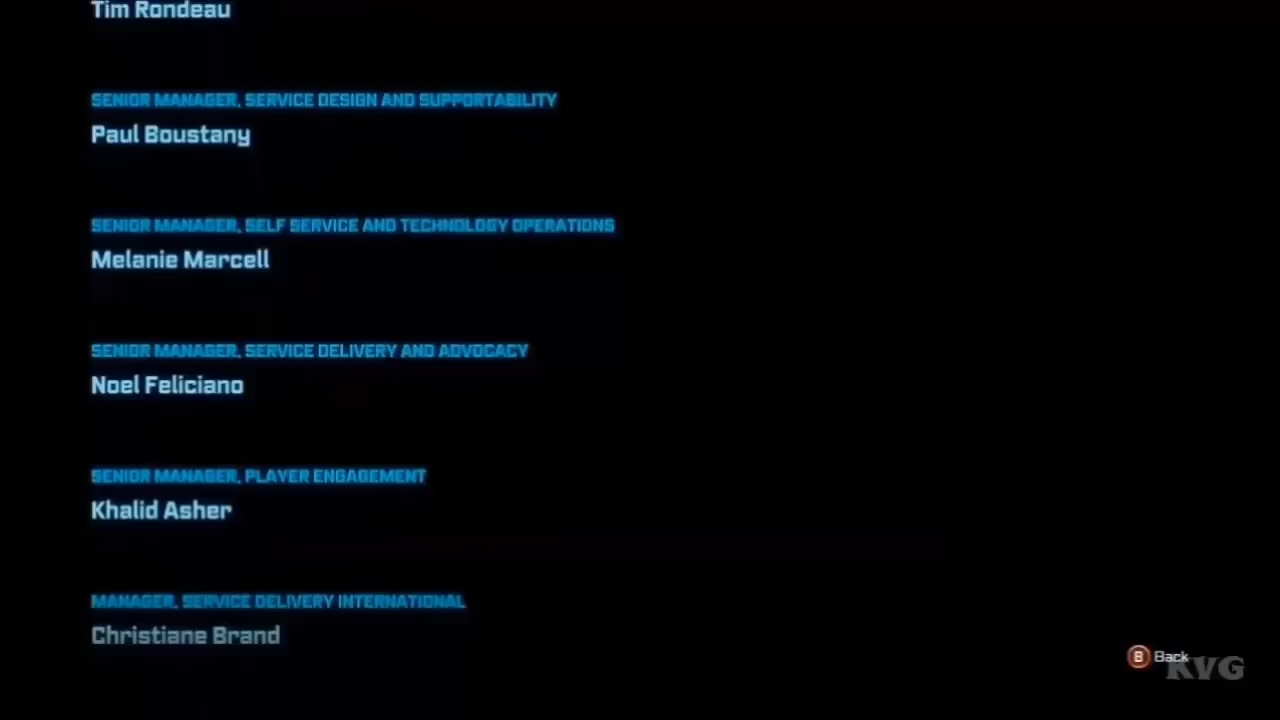 Tim Rondeau
SENIOR MANAGER, SERVICE DESIGN AND SUPPORTABILITY
Paul Boustany
SENIOR MANAGER, SELF SERVICE AND TECHNOLOGY OPERATIONS
Melanie Marcell
SENIOR MANAGER, SERVICE DELIVERY AND ADVOCACY
Noel Feliciano
SENIOR MANAGER, PLAYER ENGAGEMENT
Khalid Asher
MANAGER, SERVICE DELIVERY INTERNATIONAL
Christiane Brand
B Back
KVG